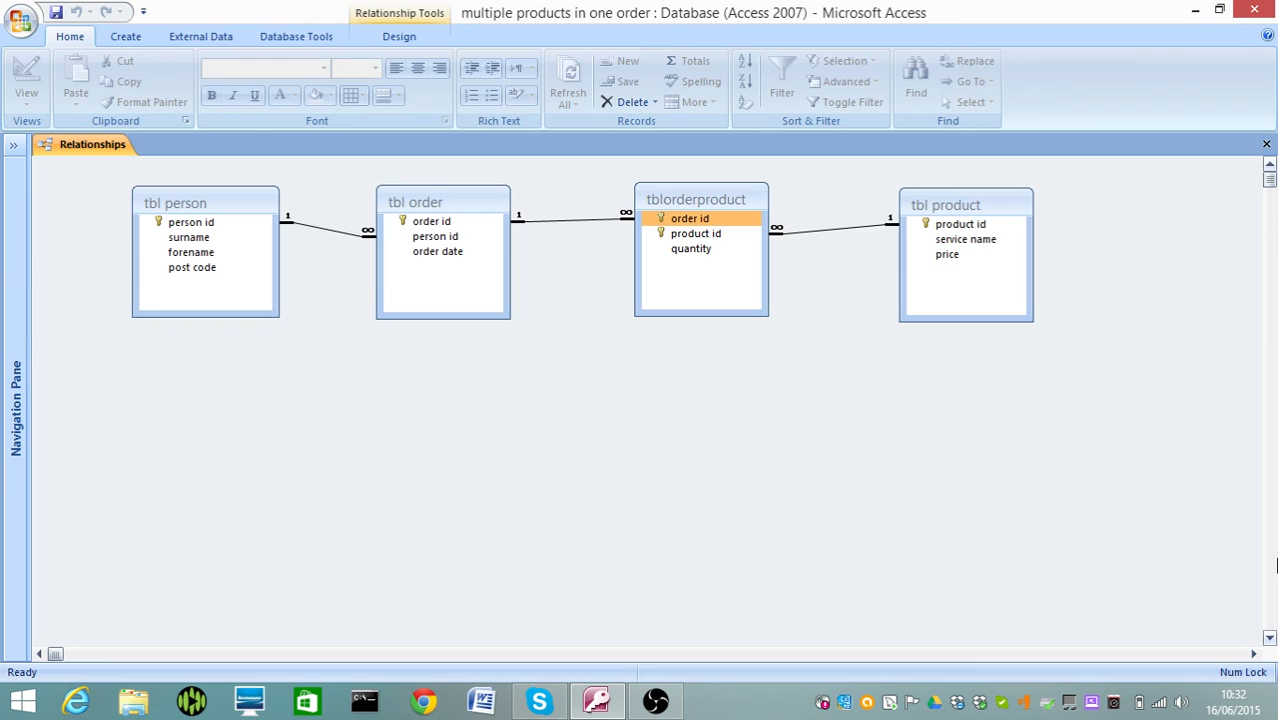 Relationship Tools
multiple products in one order : Database (Access 2007) - Microsoft Access
Home Create External Data Database Tools Design
View
Views
Paste
Cut
Copy
Format Painter
Clipboard
B I U A
Font
Rich Text
Refresh All
New
Save
Delete
Totals
Spelling
More
Records
Filter
Selection
Advanced
Toggle Filter
Sort & Filter
Find
Replace
Go To
Select
Find
Relationships
Navigation Pane
tbl person
person id
surname
forename
post code
1
∞
tbl order
order id
person id
order date
1
∞
tblorderproduct
order id
product id
quantity
∞
1
tbl product
product id
service name
price
Ready
Num Lock
10:32
16/06/2015